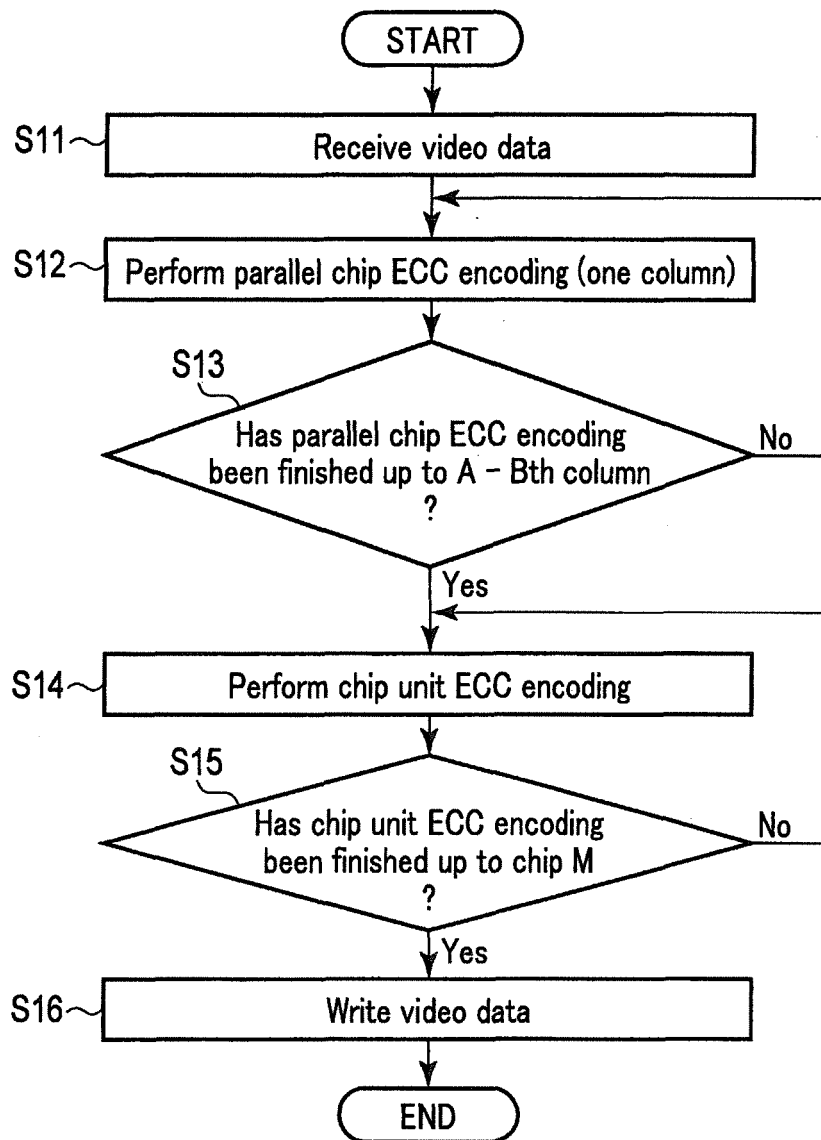 START
S11
Receive video data
S12
Perform parallel chip ECC encoding (one column)
S13
Has parallel chip ECC encoding
been finished up to A - Bth column
?
No
Yes
S14
Perform chip unit ECC encoding
S15
Has chip unit ECC encoding
been finished up to chip M
?
No
Yes
S16
Write video data
END